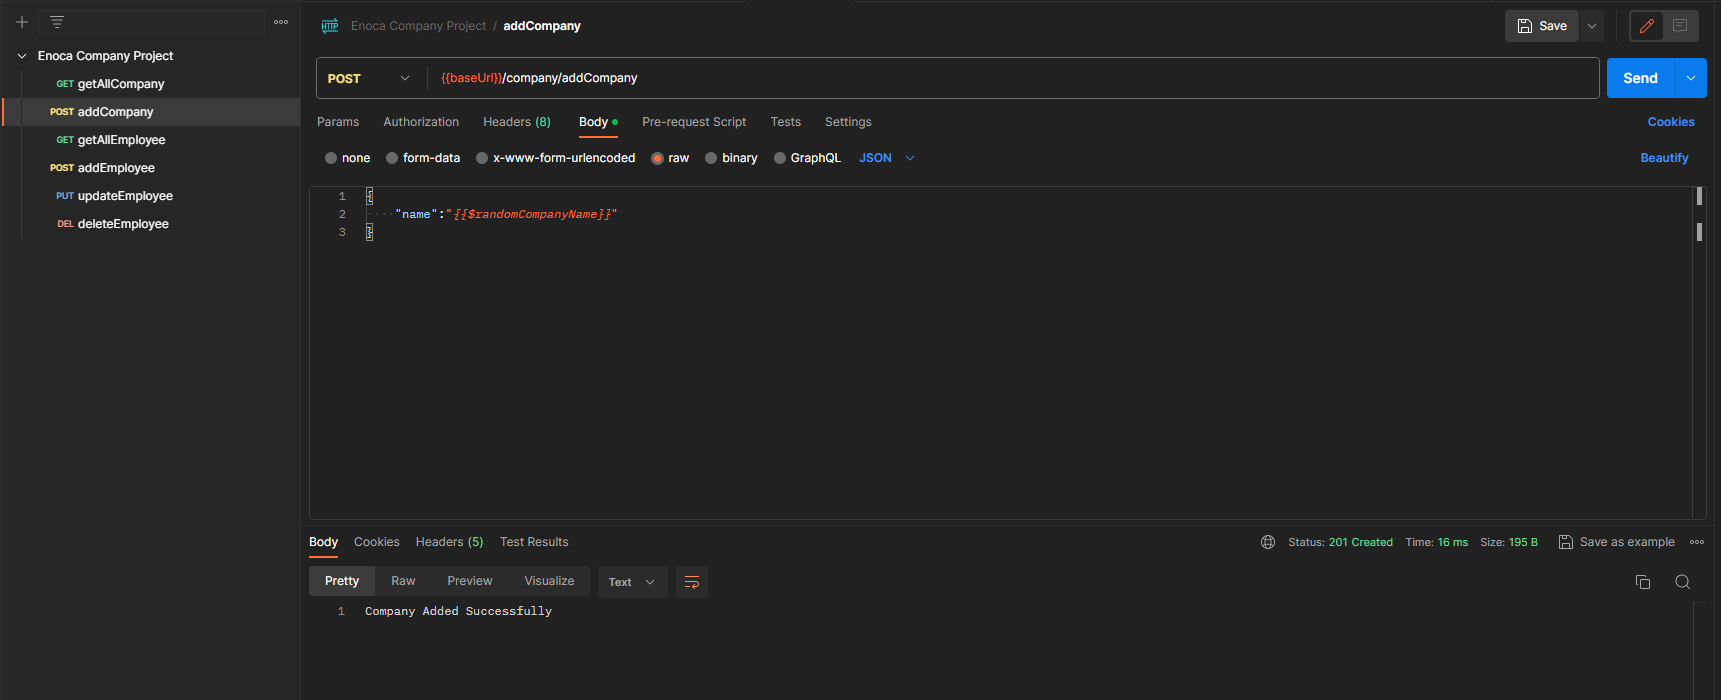 Enoca Company Project
GET getAllCompany
POST addCompany
GET getAllEmployee
POST addEmployee
PUT updateEmployee
DEL deleteEmployee
HTTP Enoca Company Project / addCompany
Save
POST {{baseUrl}}/company/addCompany
Send
Params Authorization Headers (8) Body Pre-request Script Tests Settings Cookies
none form-data x-www-form-urlencoded raw binary GraphQL JSON Beautify
1 {
2 ····"name":"{{$randomCompanyName}}"
3 }
Body Cookies Headers (5) Test Results Status: 201 Created Time: 16 ms Size: 195 B Save as example
Pretty Raw Preview Visualize Text
1 Company Added Successfully